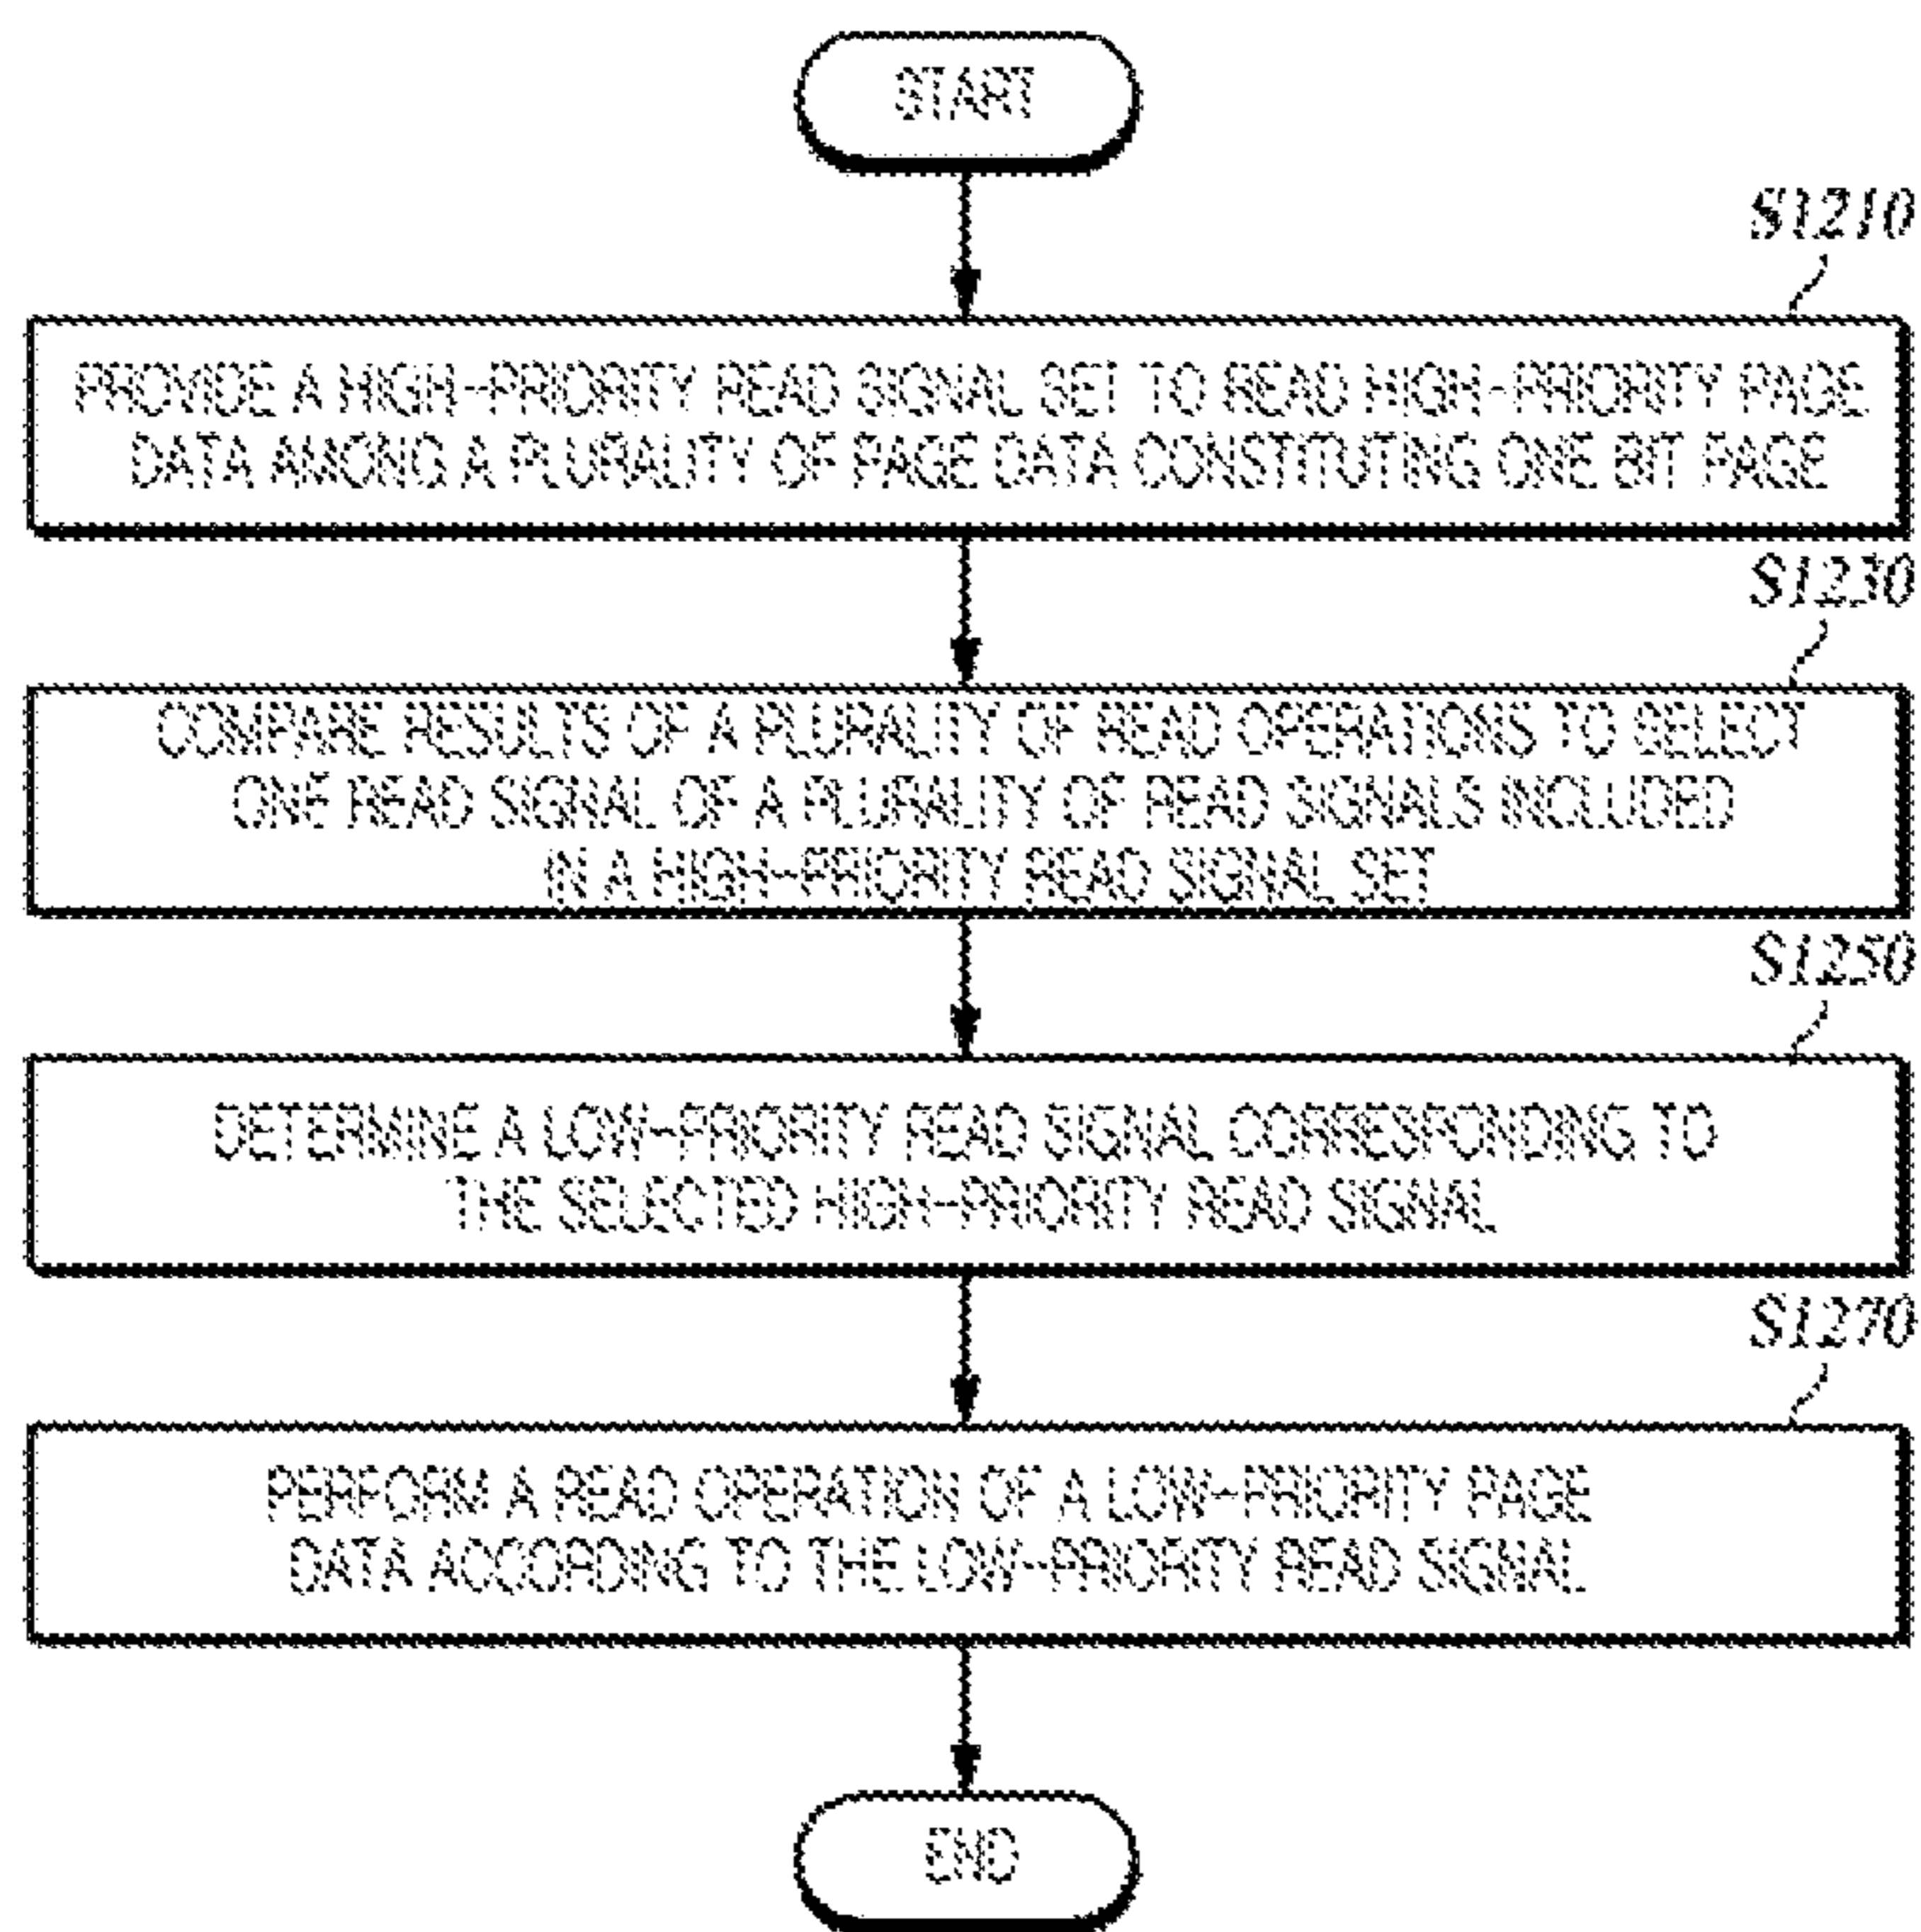 START
S1210
PROVIDE A HIGH-PRIORITY READ SIGNAL SET TO READ HIGH-PRIORITY PAGE
DATA AMONG A PLURALITY OF PAGE DATA CONSTITUTING ONE BIT PAGE
S1230
COMPARE RESULTS OF A PLURALITY OF READ OPERATIONS TO SELECT
ONE READ SIGNAL OF A PLURALITY OF READ SIGNALS INCLUDED
IN A HIGH-PRIORITY READ SIGNAL SET
S1250
DETERMINE A LOW-PRIORITY READ SIGNAL CORRESPONDING TO
THE SELECTED HIGH-PRIORITY READ SIGNAL
S1270
PERFORM A READ OPERATION OF A LOW-PRIORITY PAGE
DATA ACCORDING TO THE LOW-PRIORITY READ SIGNAL
END